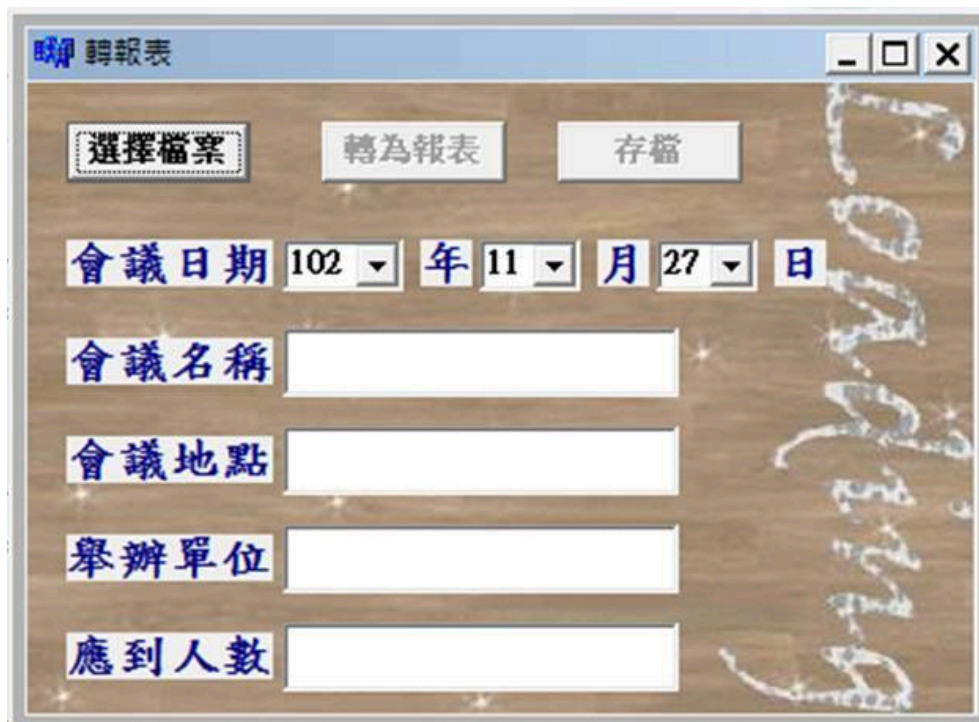 轉報表
選擇檔案 轉為報表 存檔
會議日期 102 年 11 月 27 日
會議名稱
會議地點
舉辦單位
應到人數
Loading